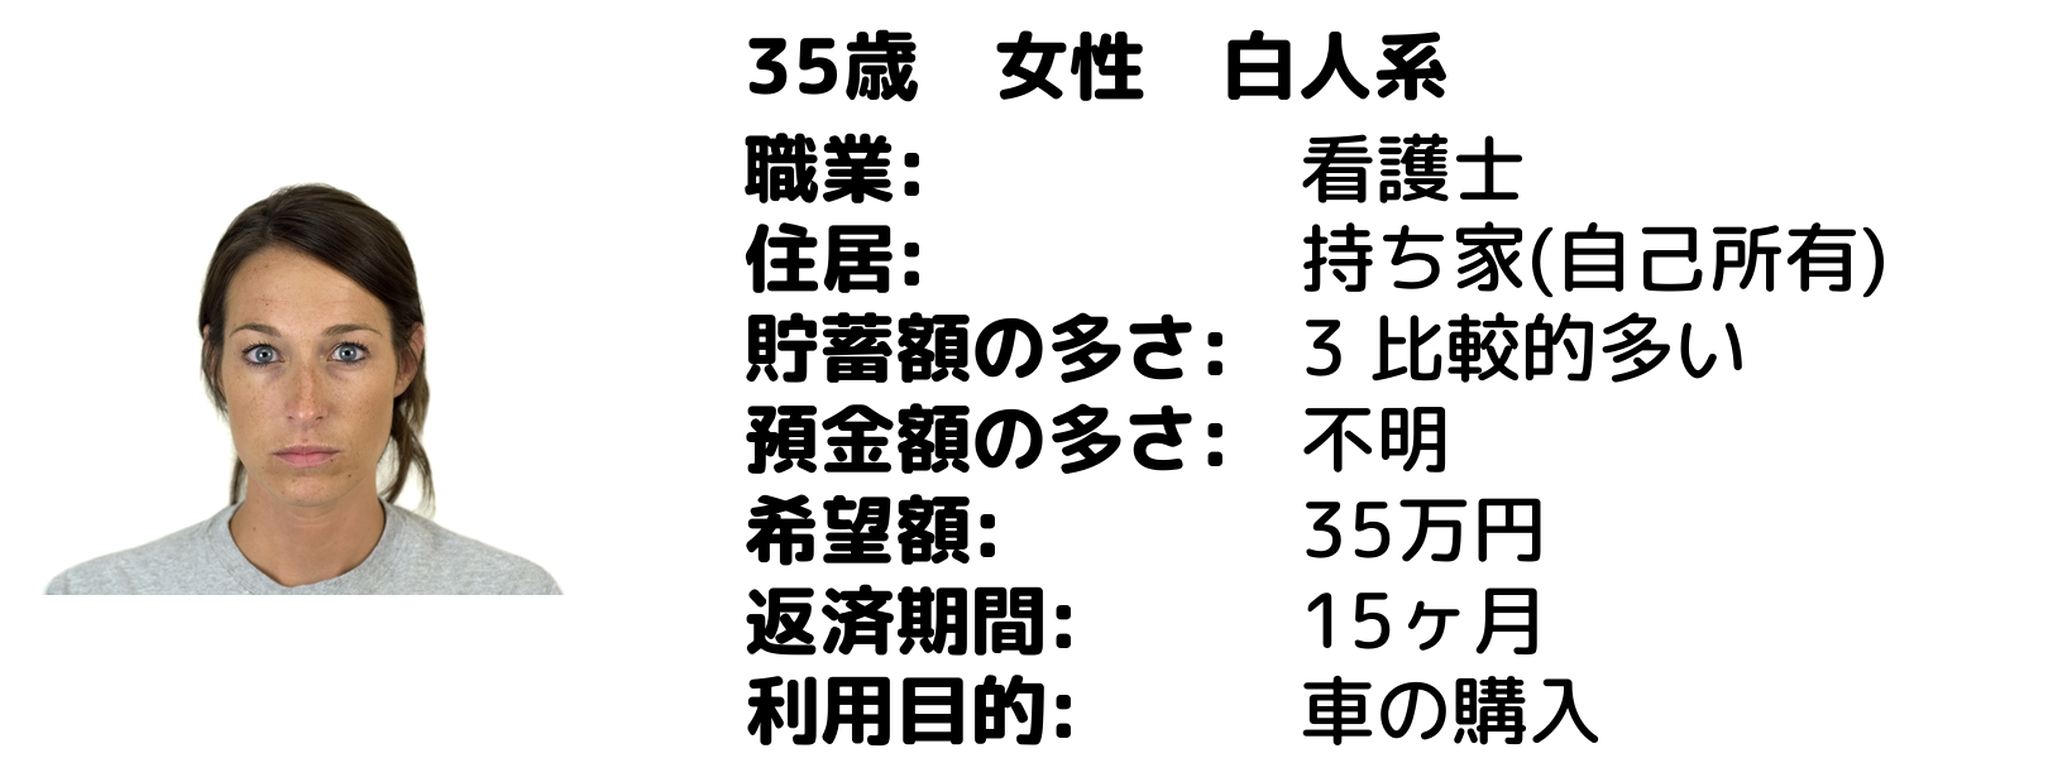 35歳　女性　白人系
職業: 看護士
住居: 持ち家(自己所有)
貯蓄額の多さ: 3 比較的多い
預金額の多さ: 不明
希望額: 35万円
返済期間: 15ヶ月
利用目的: 車の購入